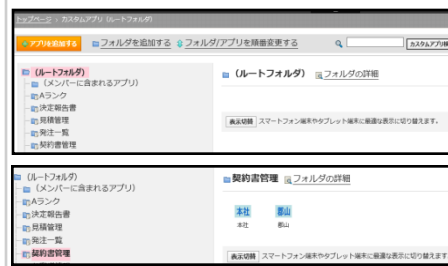 トップページ > カスタムアプリ (ルートフォルダ)
アプリを追加する フォルダを追加する フォルダ/アプリを順番変更する カスタムアプリ検
(ルートフォルダ)
(メンバーに含まれるアプリ)
Aランク
決定報告書
見積管理
発注一覧
契約書管理
(ルートフォルダ) フォルダの詳細
表示切替 スマートフォン端末やタブレット端末に最適な表示に切り替えます。
(ルートフォルダ)
(メンバーに含まれるアプリ)
Aランク
決定報告書
見積管理
発注一覧
契約書管理
契約書管理 フォルダの詳細
本社 郡山
本社 郡山
表示切替 スマートフォン端末やタブレット端末に最適な表示に切り替えます